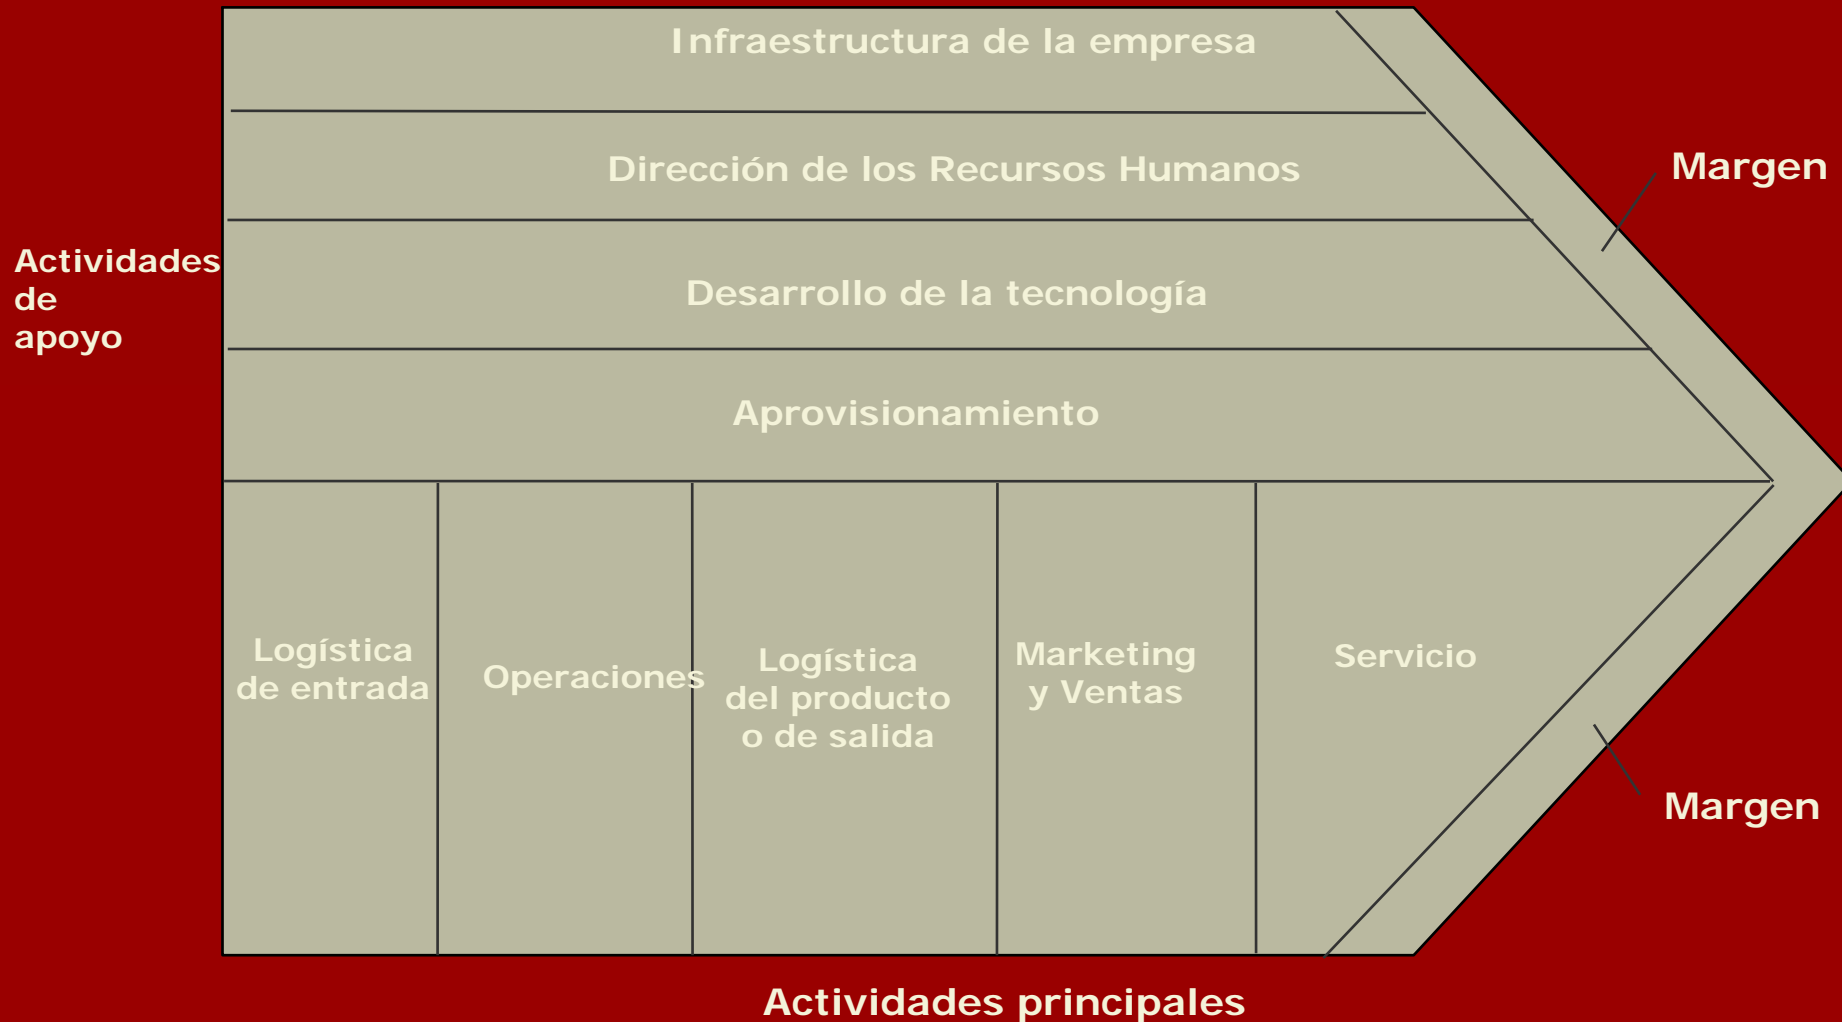 Infraestructura de la empresa
Dirección de los Recursos Humanos
Margen
Actividades
de
apoyo
Desarrollo de la tecnología
Aprovisionamiento
Logística
de entrada
Operaciones
Logística
del producto
o de salida
Marketing
y Ventas
Servicio
Margen
Actividades principales